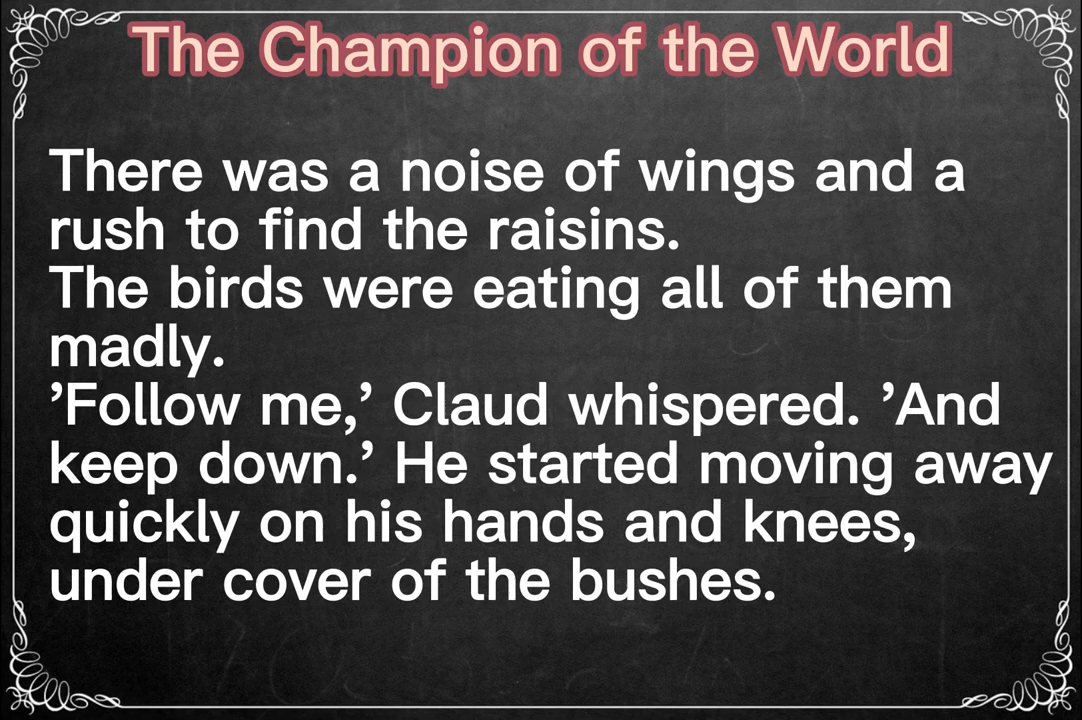 The Champion of the World
There was a noise of wings and a
rush to find the raisins.
The birds were eating all of them
madly.
’Follow me,’ Claud whispered. ’And
keep down.’ He started moving away
quickly on his hands and knees,
under cover of the bushes.